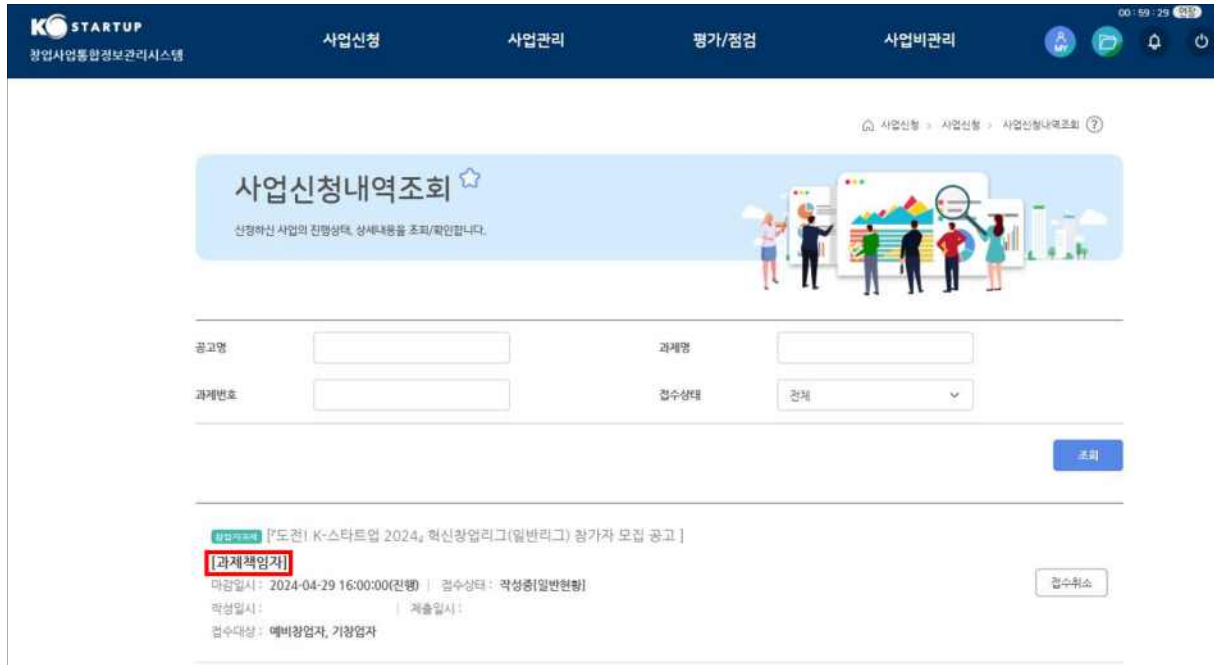 00:59:29 연장
K STARTUP
창업사업통합정보관리시스템
사업신청 사업관리 평가/점검 사업비관리
MY
사업신청 > 사업신청 > 사업신청내역조회 ?
사업신청내역조회
신청하신 사업의 진행상태, 상세내용을 조회/확인합니다.
공고명 과제명
과제번호 접수상태 전체
조회
창업자과제 [『도전! K-스타트업 2024』 혁신창업리그(일반리그) 참가자 모집 공고 ]
[과제책임자]
마감일시 : 2024-04-29 16:00:00(진행) | 접수상태 : 작성중[일반현황]
접수취소
작성일시 : | 제출일시 :
접수대상 : 예비창업자, 기창업자